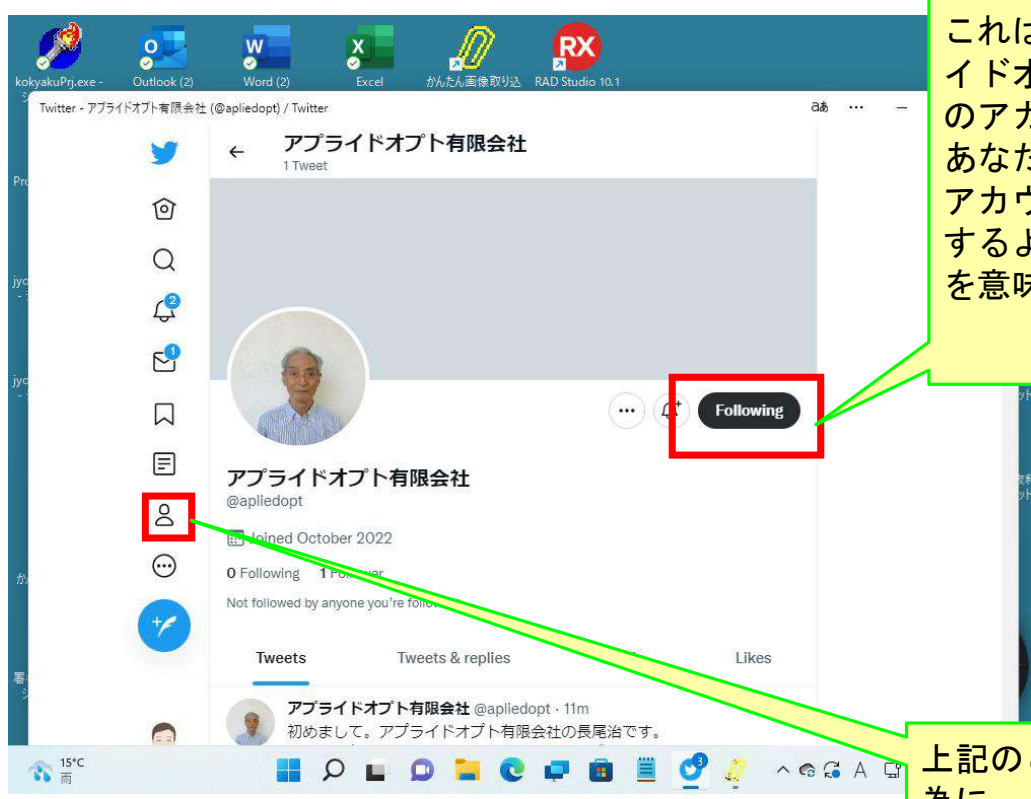 kokyakuPrj.exe -
Outlook (2)
Word (2)
Excel
かんたん画像取り込
RAD Studio 10.1
Twitter - アプライドオプト有限会社 (@apliedopt) / Twitter
aあ
アプライドオプト有限会社
1 Tweet
2
1
Following
アプライドオプト有限会社
@apliedopt
Joined October 2022
0 Following 1 Follower
Not followed by anyone you're
Tweets
Tweets & replies
Likes
アプライドオプト有限会社 @apliedopt · 11m
初めまして。アプライドオプト有限会社の長尾治です。
15°C
雨
3
A
これは
イドオ
のアカ
あなた
アカウ
するよ
を意味
上記の
為に